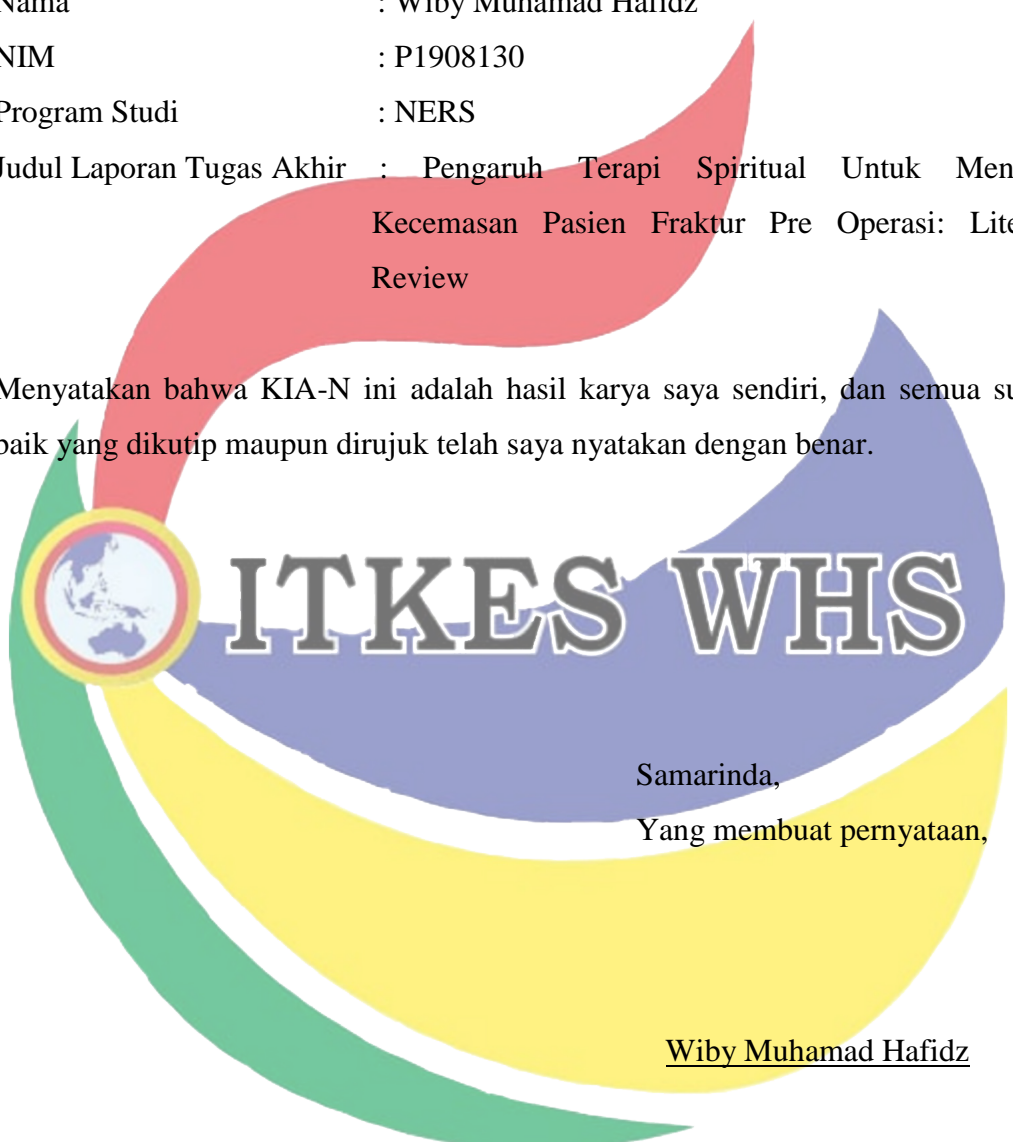 Nama : Wiby Muhamad Hafidz
NIM : P1908130
Program Studi : NERS
Judul Laporan Tugas Akhir : Pengaruh Terapi Spiritual Untuk
Kecemasan Pasien Fraktur Pre Operasi:
Review
Menyatakan bahwa KIA-N ini adalah hasil karya saya sendiri, dan semua
baik yang dikutip maupun dirujuk telah saya nyatakan dengan benar.
ITKES WHS
Samarinda,
Yang membuat pernyataan,
Wiby Muhamad Hafidz